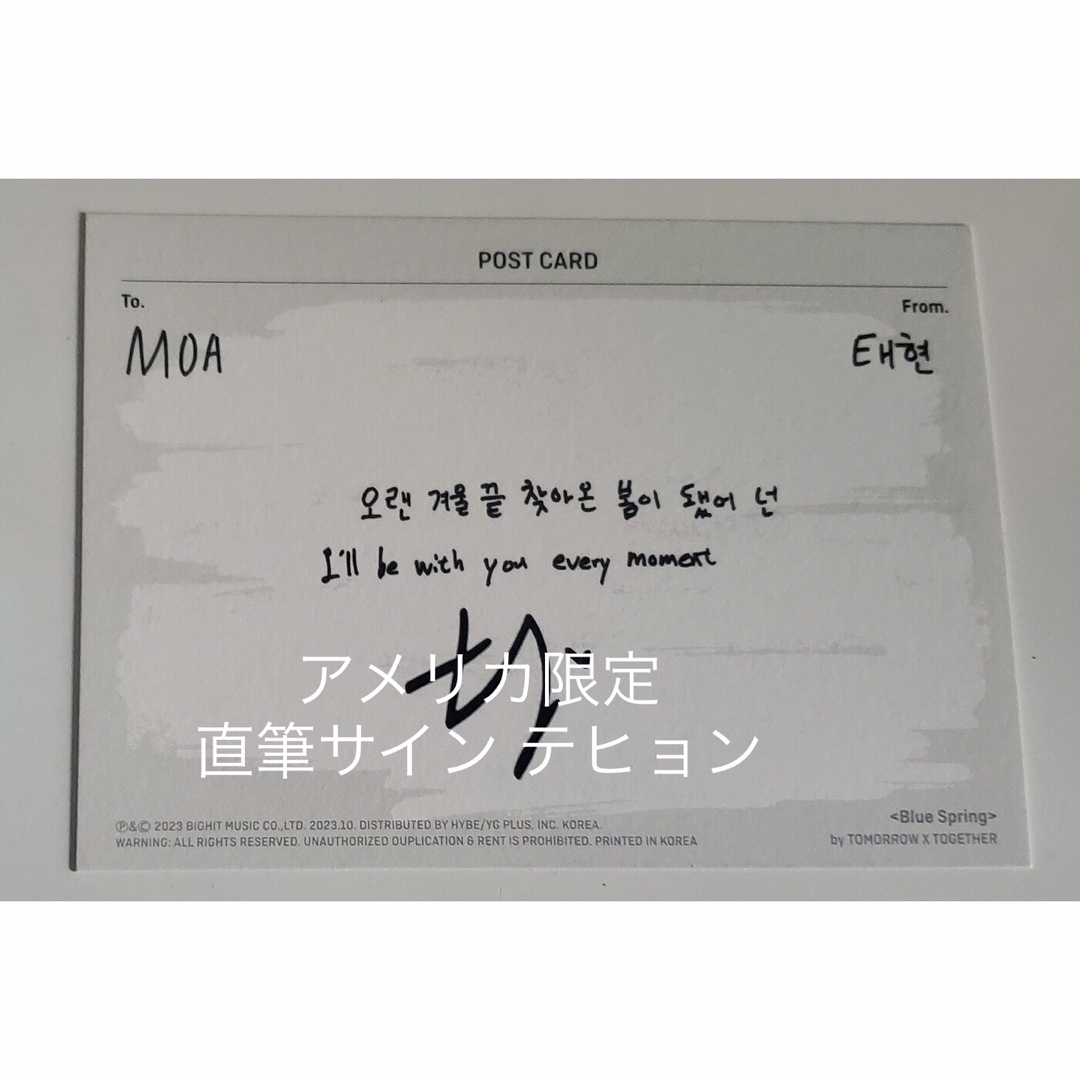 POST CARD
To.
From.
MOA
태현
오랜 겨울 끝 찾아온 봄이 됐어 넌
I'll be with you every moment
アメリカ限定
直筆サイン テヒョン
Ⓟ&© 2023 BIGHIT MUSIC CO.,LTD. 2023.10. DISTRIBUTED BY HYBE/YG PLUS, INC. KOREA.
WARNING: ALL RIGHTS RESERVED. UNAUTHORIZED DUPLICATION & RENT IS PROHIBITED. PRINTED IN KOREA
<Blue Spring>
by TOMORROW X TOGETHER